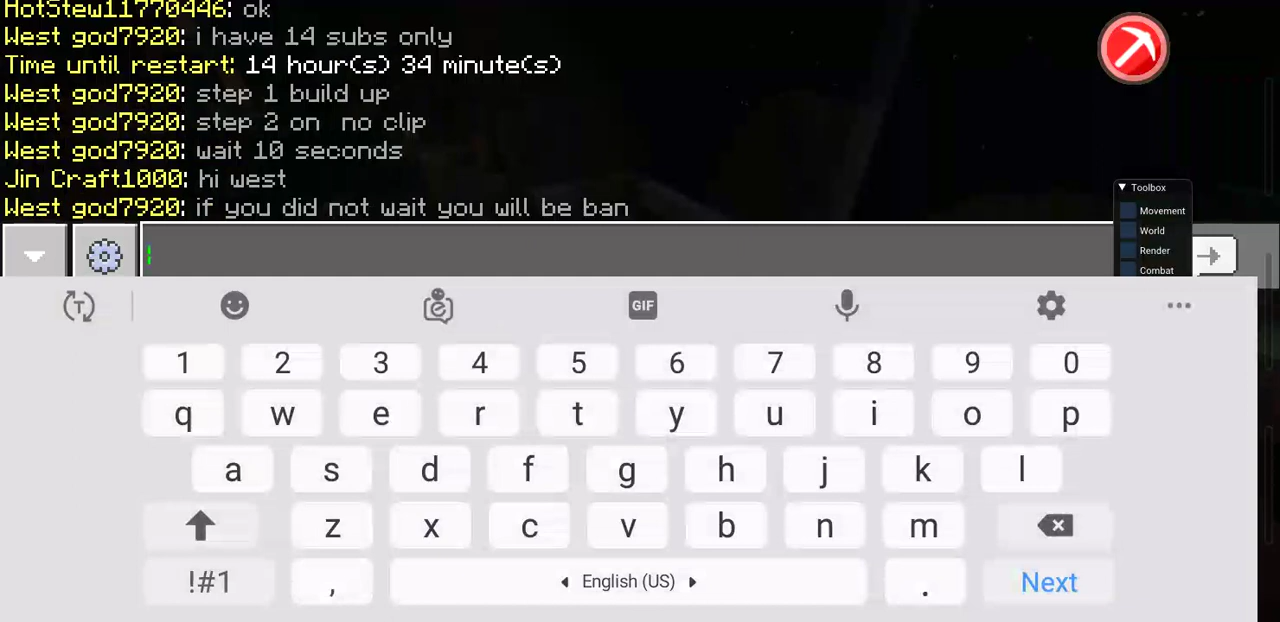 HotStew11770446: ok
West god7920: i have 14 subs only
Time until restart: 14 hour(s) 34 minute(s)
West god7920: step 1 build up
West god7920: step 2 on  no clip
West god7920: wait 10 seconds
Jin Craft1000: hi west
West god7920: if you did not wait you will be ban
Toolbox
Movement
World
Render
Combat
T
GIF
1 2 3 4 5 6 7 8 9 0
q w e r t y u i o p
a s d f g h j k l
z x c v b n m
!#1 , English (US) . Next